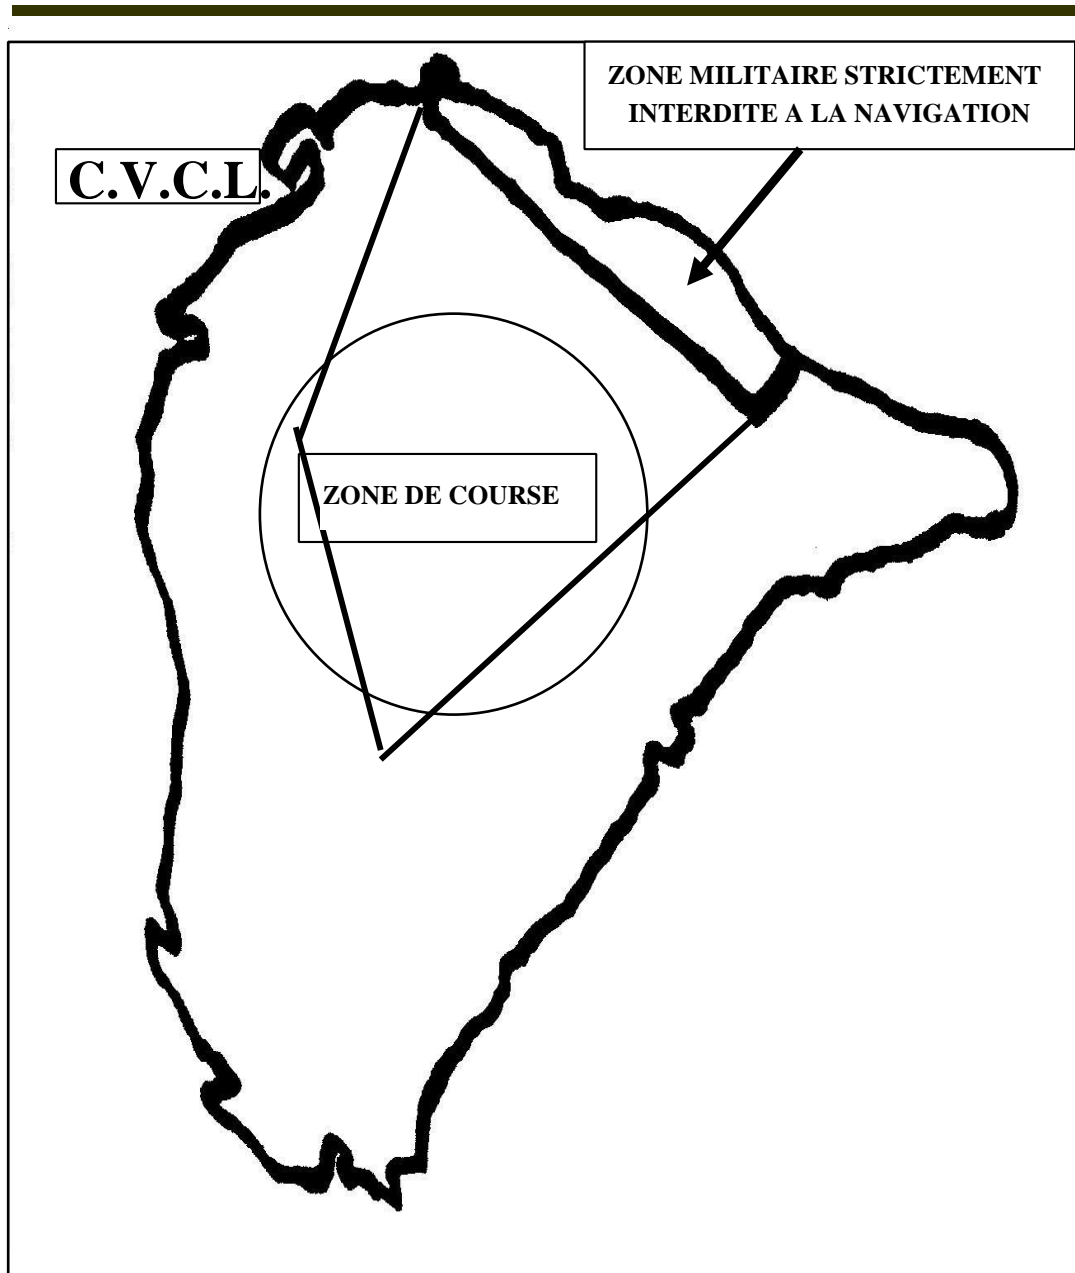 ZONE MILITAIRE STRICTEMENT
INTERDITE A LA NAVIGATION
C.V.C.L.
ZONE DE COURSE